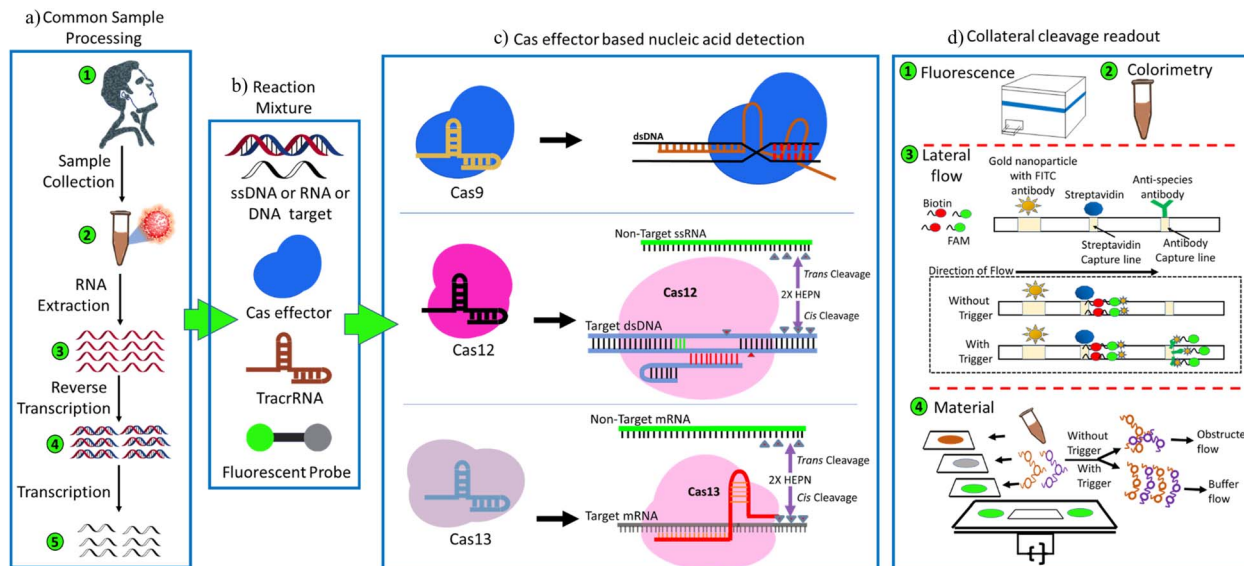 a) Common Sample
Processing
1
Sample
Collection
2
RNA
Extraction
3
Reverse
Transcription
4
Transcription
5
b) Reaction
Mixture
ssDNA or RNA or
DNA target
Cas effector
TracrRNA
Fluorescent Probe
c) Cas effector based nucleic acid detection
dsDNA
Cas9
Non-Target ssRNA
Trans Cleavage
Cas12
2X HEPN
Cis Cleavage
Target dsDNA
Cas12
Non-Target mRNA
Trans Cleavage
2X HEPN
Cas13
Cis Cleavage
Target mRNA
Cas13
d) Collateral cleavage readout
1 Fluorescence
2 Colorimetry
3 Lateral
flow
Gold nanoparticle
with FITC
antibody
Streptavidin
Anti-species
antibody
Biotin
FAM
Streptavidin
Capture line
Antibody
Capture line
Direction of Flow
Without
Trigger
With
Trigger
4 Material
Without
Trigger
With
Trigger
Obstructe
flow
Buffer
flow